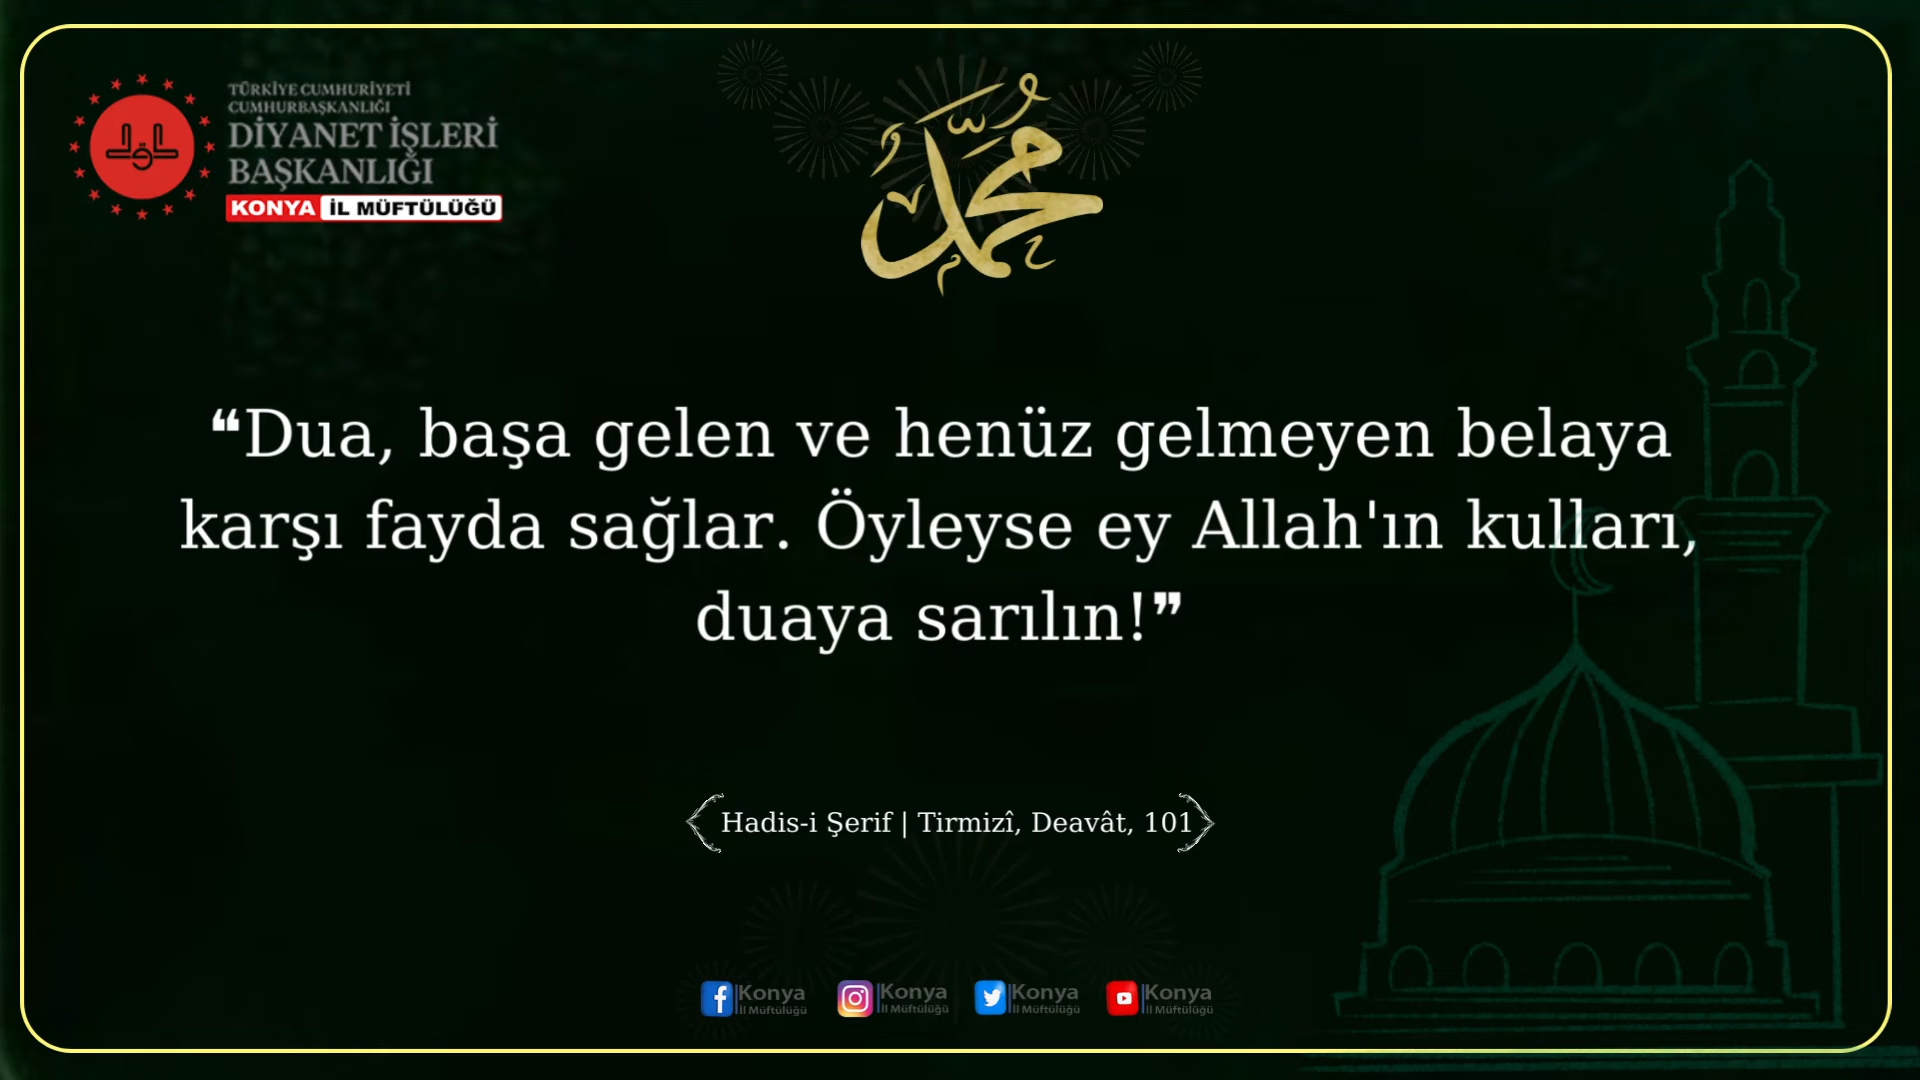 TÜRKİYE CUMHURİYETİ
CUMHURBAŞKANLIĞI
DİYANET İŞLERİ
BAŞKANLIĞI
KONYA İL MÜFTÜLÜĞÜ
مُحَمَّدٌ
❝Dua, başa gelen ve henüz gelmeyen belaya
karşı fayda sağlar. Öyleyse ey Allah'ın kulları,
duaya sarılın!❞
Hadis-i Şerif | Tirmizî, Deavât, 101
Konya
İl Müftülüğü
Konya
İl Müftülüğü
Konya
İl Müftülüğü
Konya
İl Müftülüğü